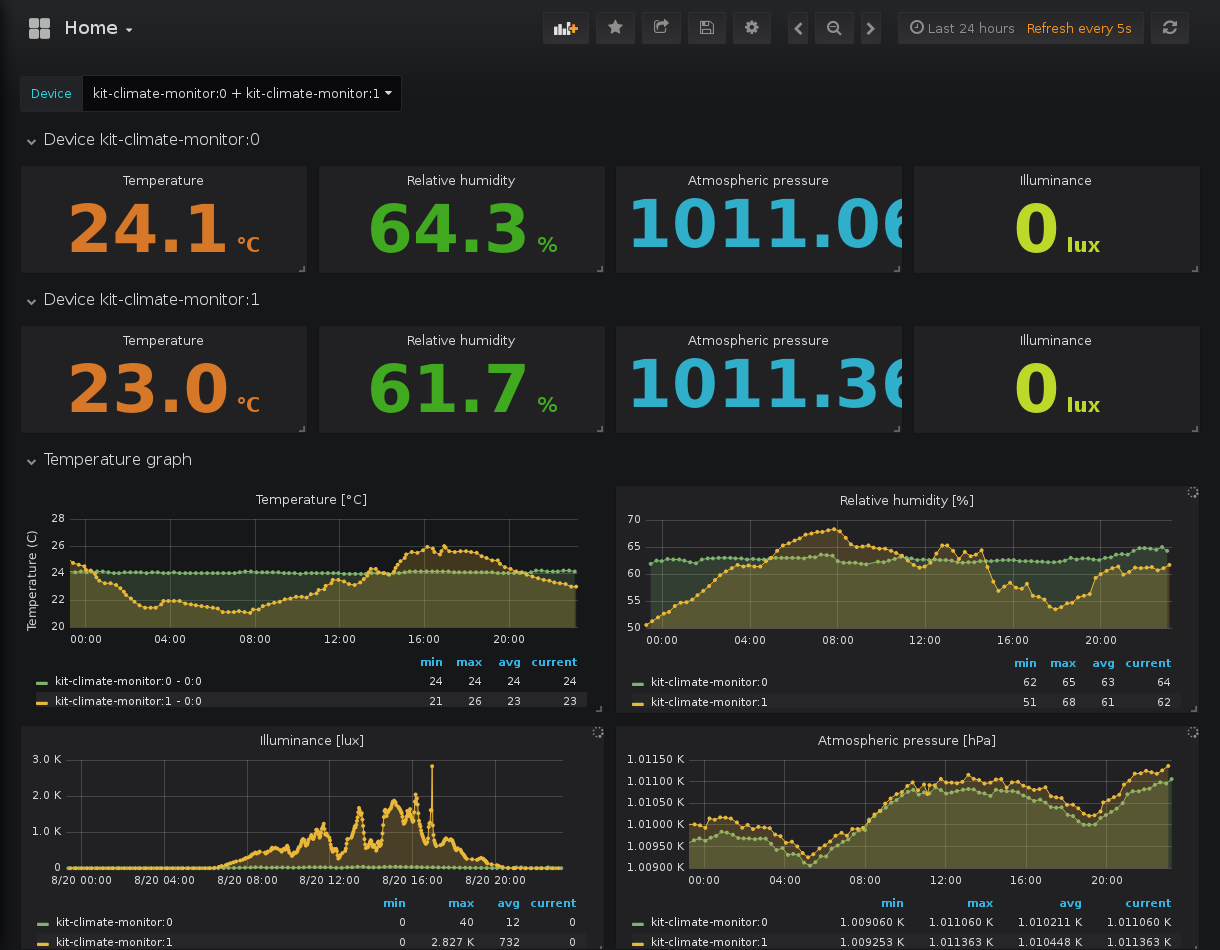 Home
Last 24 hours Refresh every 5s
Device kit-climate-monitor:0 + kit-climate-monitor:1
Device kit-climate-monitor:0
Temperature Relative humidity Atmospheric pressure Illuminance
24.1 °C 64.3 % 1011.06 0 lux
Device kit-climate-monitor:1
Temperature Relative humidity Atmospheric pressure Illuminance
23.0 °C 61.7 % 1011.36 0 lux
Temperature graph
Temperature [°C]
Temperature (C)
28
26
24
22
20
00:00 04:00 08:00 12:00 16:00 20:00
min max avg current
kit-climate-monitor:0 - 0:0 24 24 24 24
kit-climate-monitor:1 - 0:0 21 26 23 23
Relative humidity [%]
70
65
60
55
50
00:00 04:00 08:00 12:00 16:00 20:00
min max avg current
kit-climate-monitor:0 62 65 63 64
kit-climate-monitor:1 51 68 61 62
Illuminance [lux]
3.0 K
2.0 K
1.0 K
0
8/20 00:00 8/20 04:00 8/20 08:00 8/20 12:00 8/20 16:00 8/20 20:00
min max avg current
kit-climate-monitor:0 0 40 12 0
kit-climate-monitor:1 0 2.827 K 732 0
Atmospheric pressure [hPa]
1.01150 K
1.01100 K
1.01050 K
1.01000 K
1.00950 K
1.00900 K
00:00 04:00 08:00 12:00 16:00 20:00
min max avg current
kit-climate-monitor:0 1.009060 K 1.011060 K 1.010211 K 1.011060 K
kit-climate-monitor:1 1.009253 K 1.011363 K 1.010448 K 1.011363 K